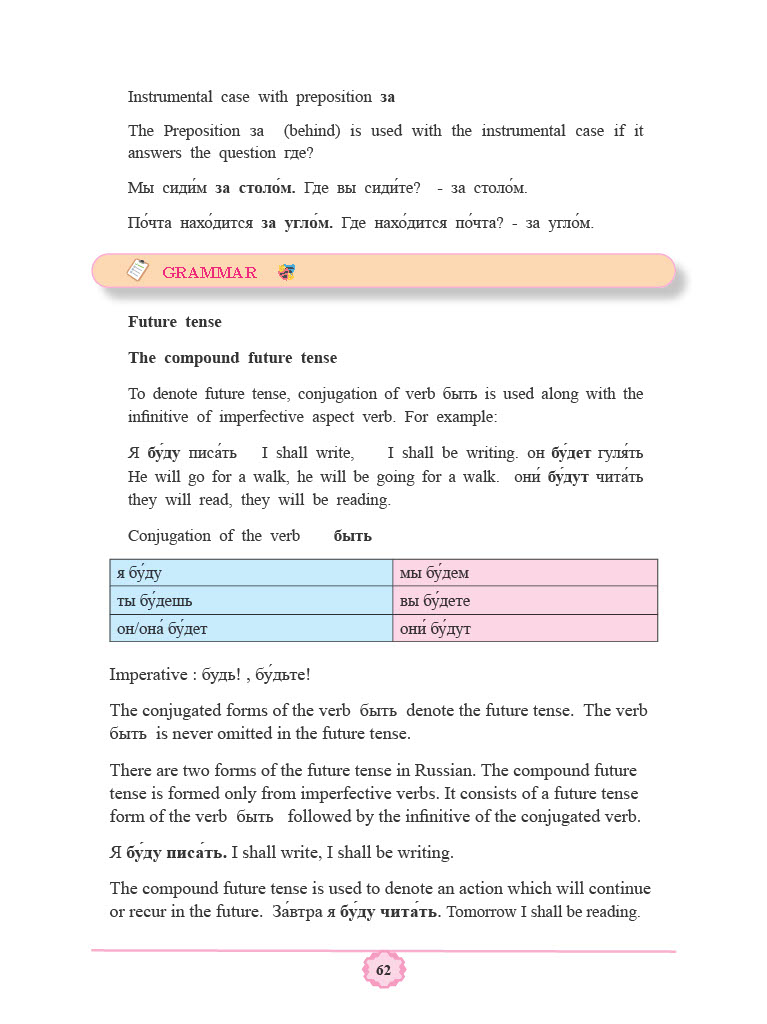 Instrumental case with preposition за
The Preposition за (behind) is used with the instrumental case if it
answers the question где?
Мы сиди́м за столо́м. Где вы сиди́те? - за столо́м.
По́чта нахо́дится за угло́м. Где нахо́дится по́чта? - за угло́м.
GRAMMAR
Future tense
The compound future tense
To denote future tense, conjugation of verb быть is used along with the
infinitive of imperfective aspect verb. For example:
Я бу́ду писа́ть I shall write, I shall be writing. он бу́дет гуля́ть
He will go for a walk, he will be going for a walk. они́ бу́дут чита́ть
they will read, they will be reading.
Conjugation of the verb быть
я бу́ду мы бу́дем
ты бу́дешь вы бу́дете
он/она́ бу́дет они́ бу́дут
Imperative : будь! , бу́дьте!
The conjugated forms of the verb быть denote the future tense. The verb
быть is never omitted in the future tense.
There are two forms of the future tense in Russian. The compound future
tense is formed only from imperfective verbs. It consists of a future tense
form of the verb быть followed by the infinitive of the conjugated verb.
Я бу́ду писа́ть. I shall write, I shall be writing.
The compound future tense is used to denote an action which will continue
or recur in the future. За́втра я бу́ду чита́ть. Tomorrow I shall be reading.
62